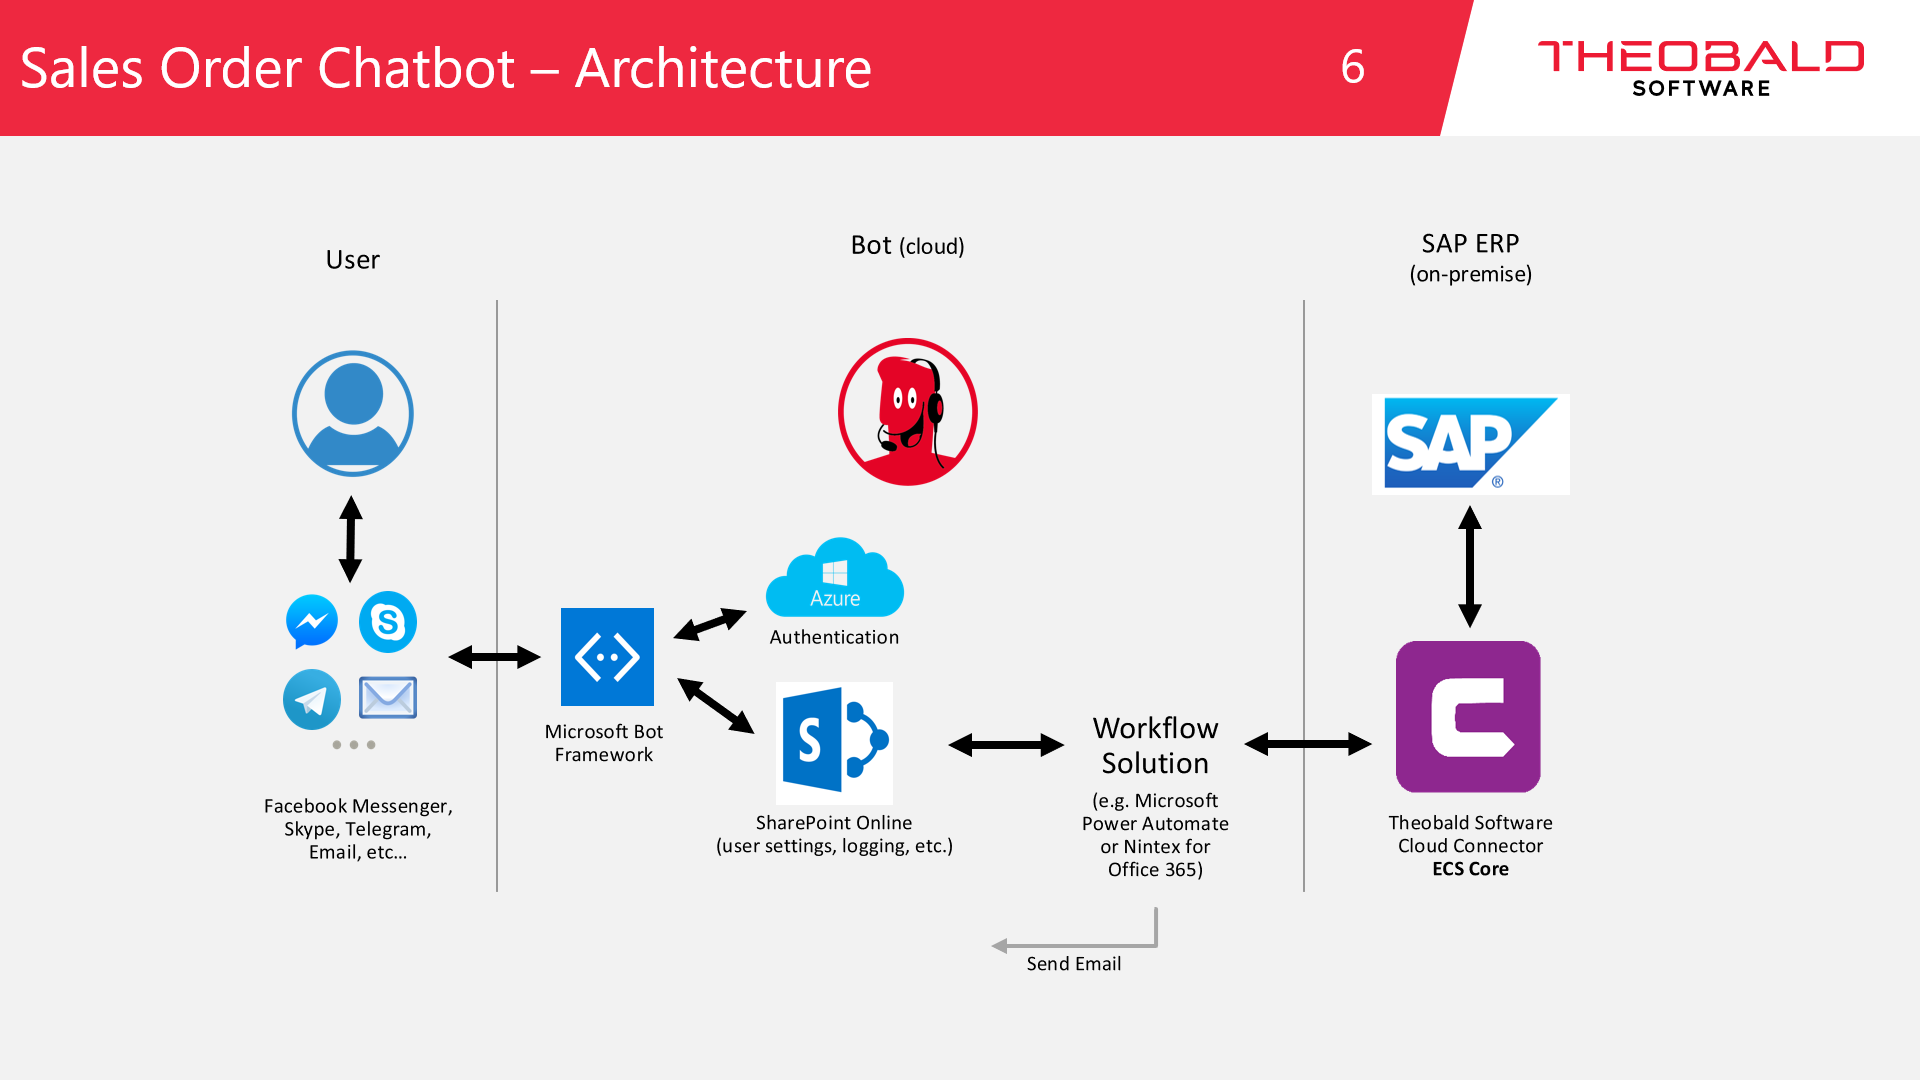 Sales Order Chatbot – Architecture
6
THEOBALD
SOFTWARE
User
Bot (cloud)
SAP ERP
(on-premise)
SAP
®
Azure
Authentication
S
S
Microsoft Bot
Framework
Workflow
Solution
(e.g. Microsoft
Power Automate
or Nintex for
Office 365)
Facebook Messenger,
Skype, Telegram,
Email, etc...
SharePoint Online
(user settings, logging, etc.)
Theobald Software
Cloud Connector
ECS Core
Send Email